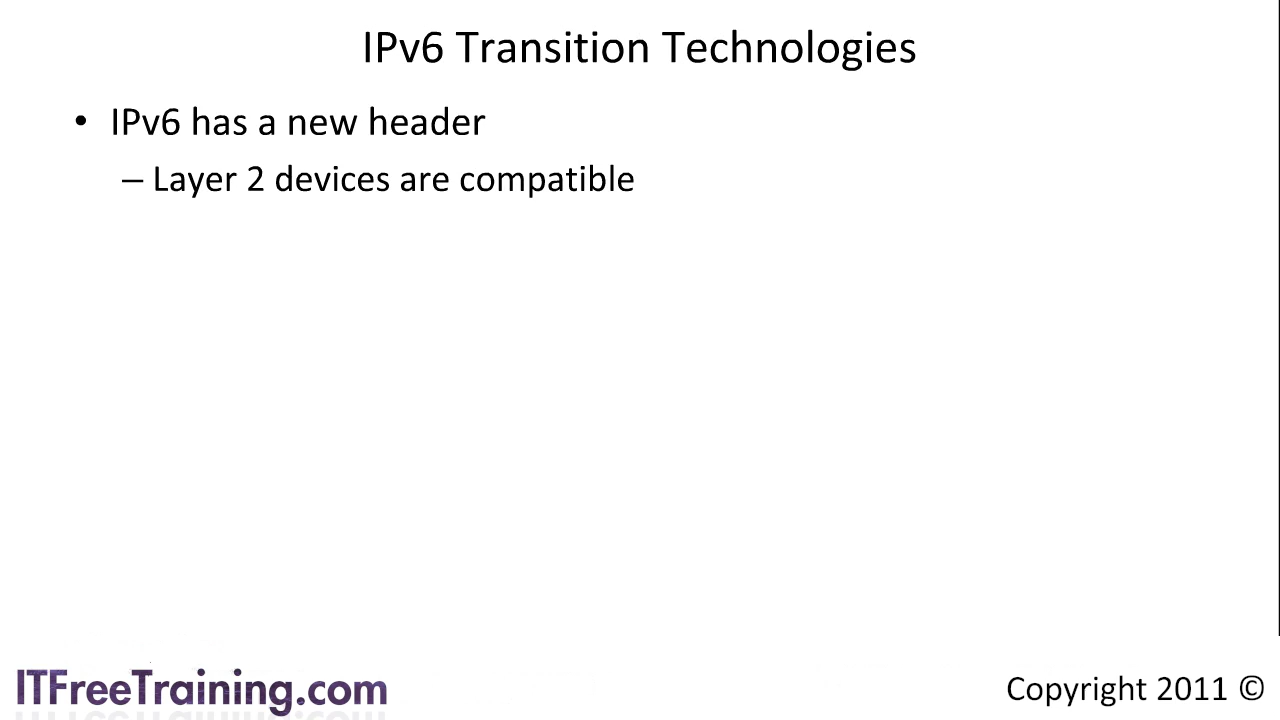 IPv6 Transition Technologies
• IPv6 has a new header
– Layer 2 devices are compatible
ITFreeTraining.com
Copyright 2011 ©